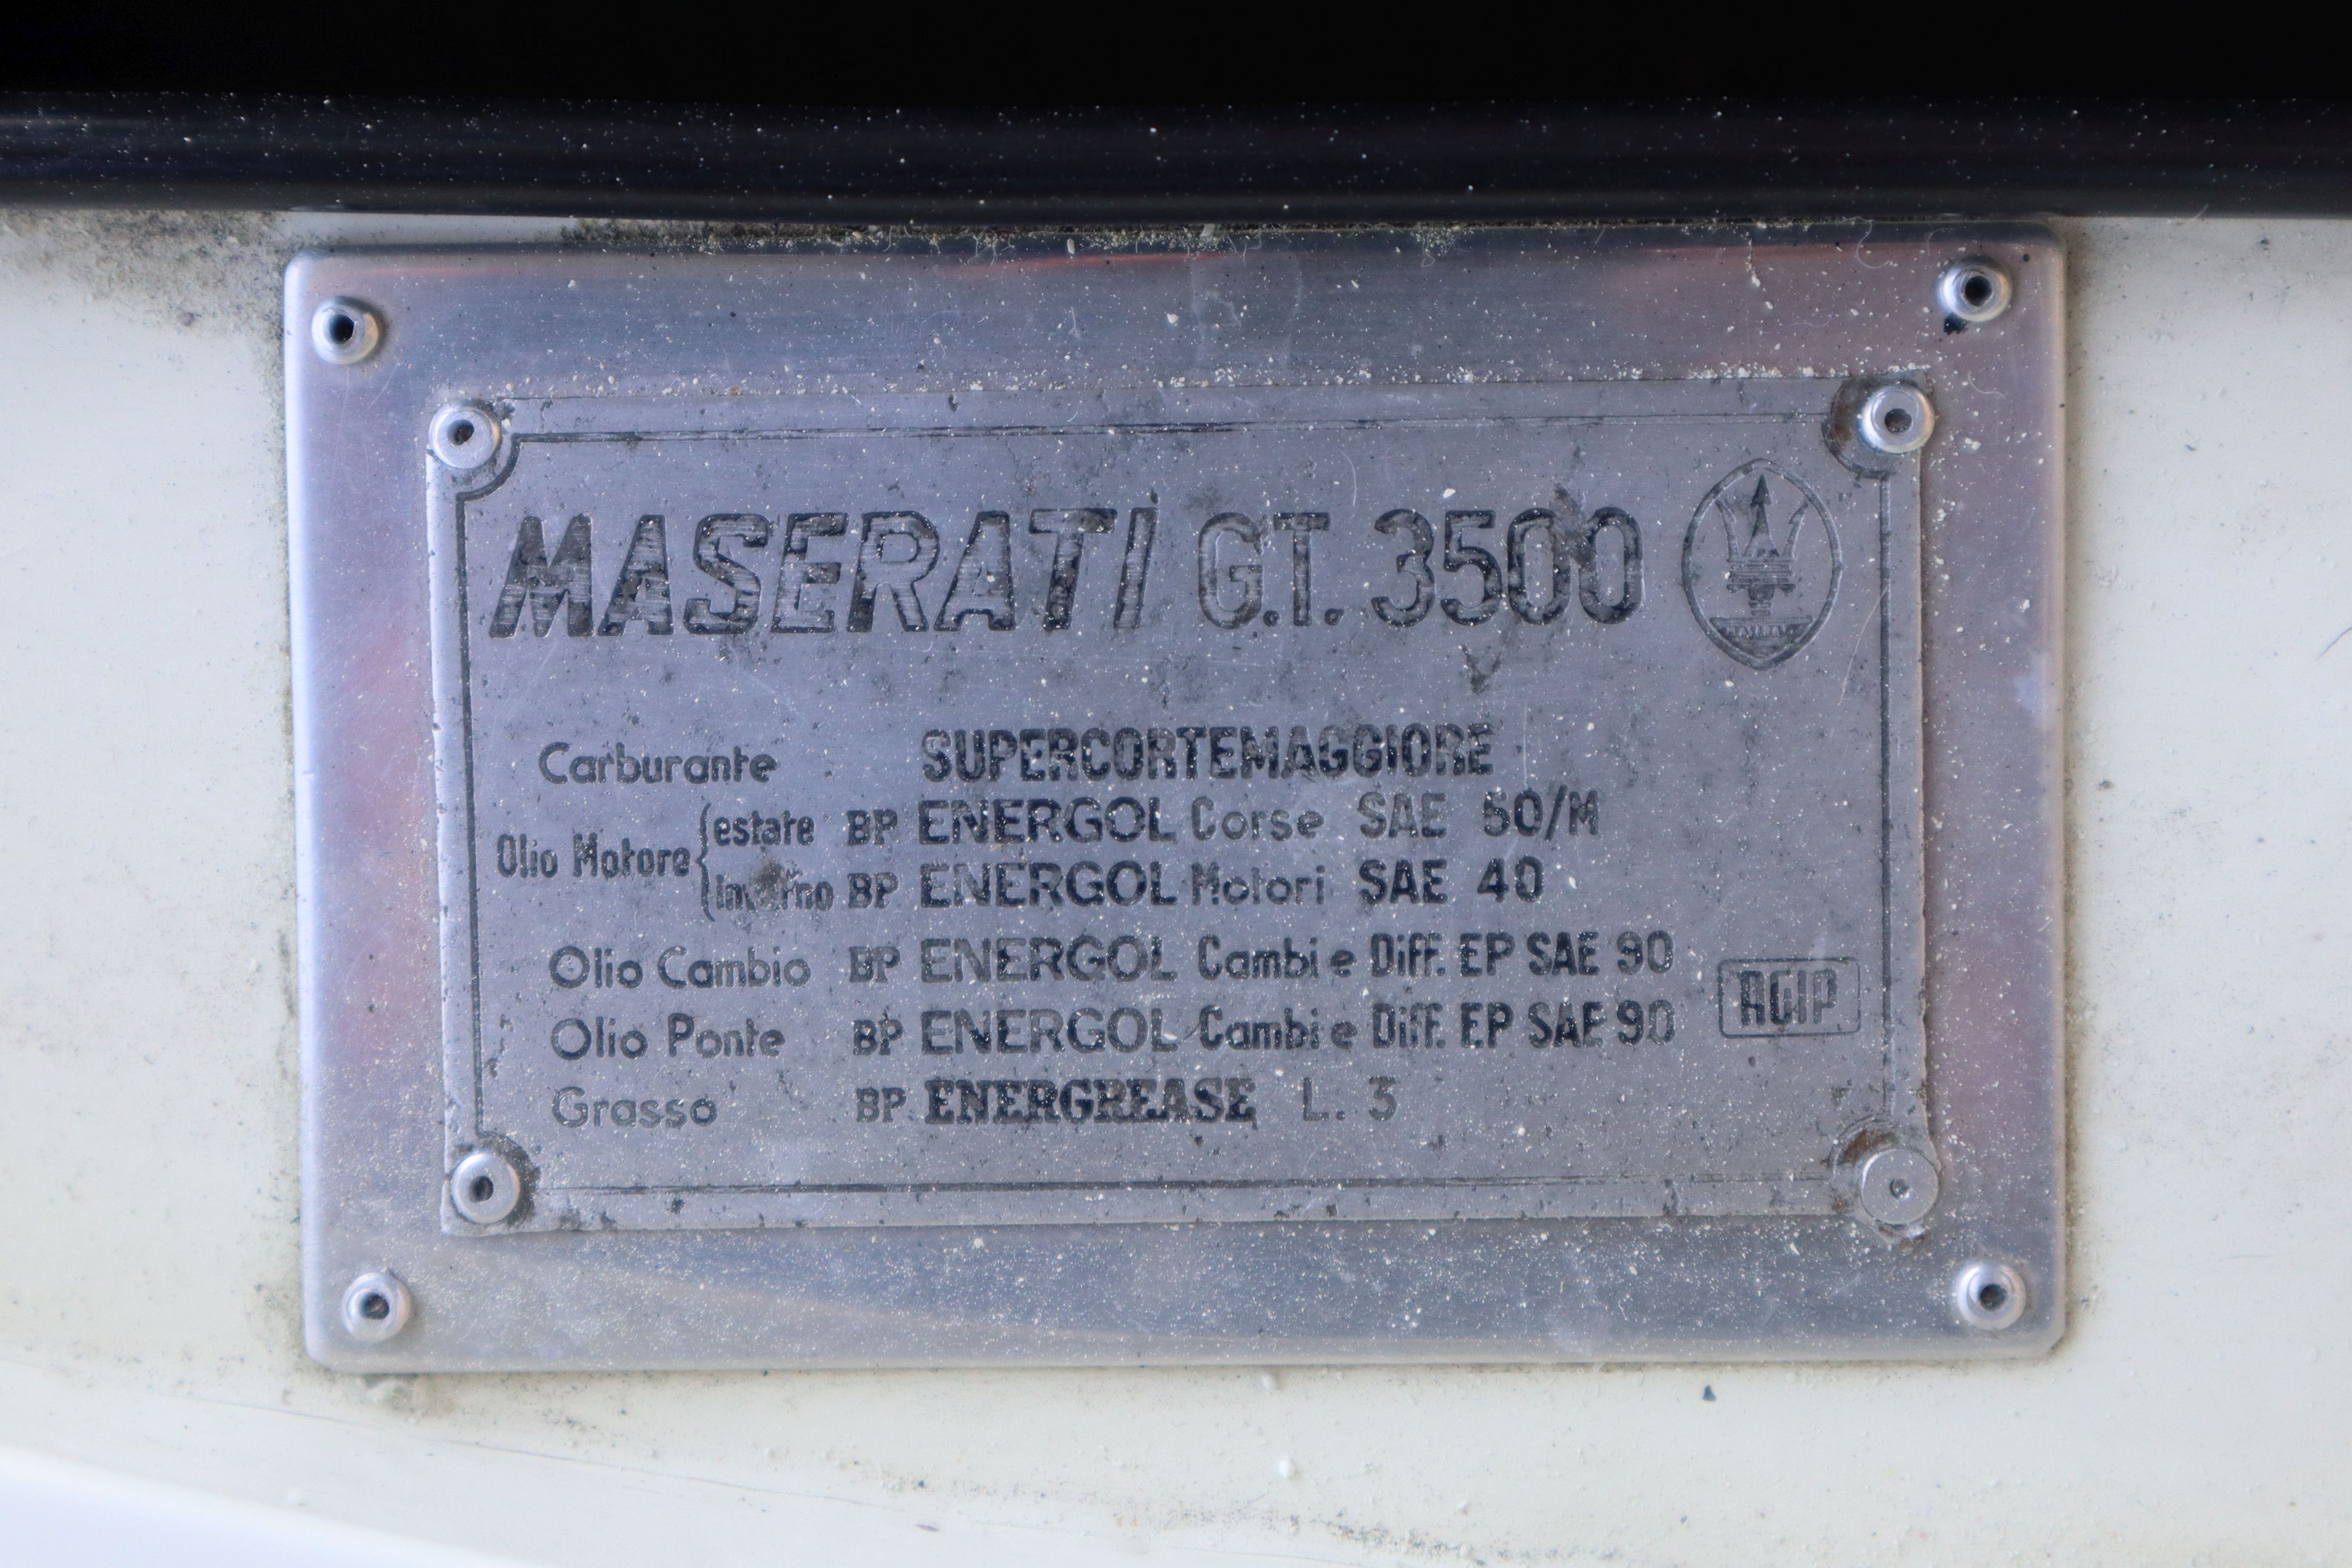 MASERATI G.T. 3500
Carburante SUPERCORTEMAGGIORE
Olio Motore { estate BP ENERGOL Corse SAE 50/M
inverno BP ENERGOL Motori SAE 40
Olio Cambio BP ENERGOL Cambi e Diff. EP SAE 90
Olio Ponte BP ENERGOL Cambi e Diff. EP SAE 90
AGIP
Grasso BP ENERGREASE L. 3